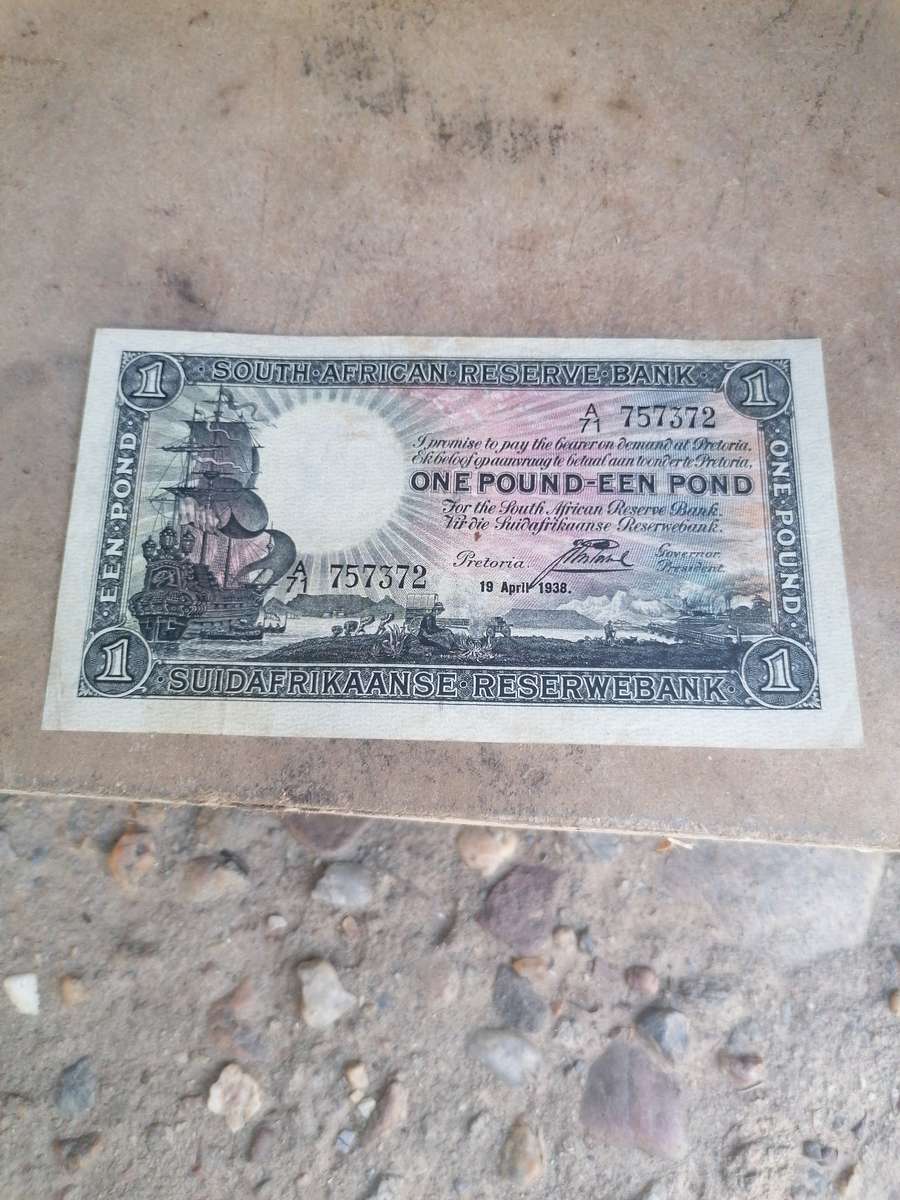 1 · SOUTH · AFRICAN · RESERVE · BANK · 1
A/71 757372
I promise to pay the bearer on demand at Pretoria.
Ek beloof op aanvraag te betaal aan toonder te Pretoria.
ONE POUND-EEN POND
For the South African Reserve Bank.
Vir die Suidafrikaanse Reserwebank.
Pretoria. Governor.
President.
A/71 757372
19 April 1938.
· EEN · POND ·
· ONE · POUND ·
1 · SUIDAFRIKAANSE · RESERWEBANK · 1